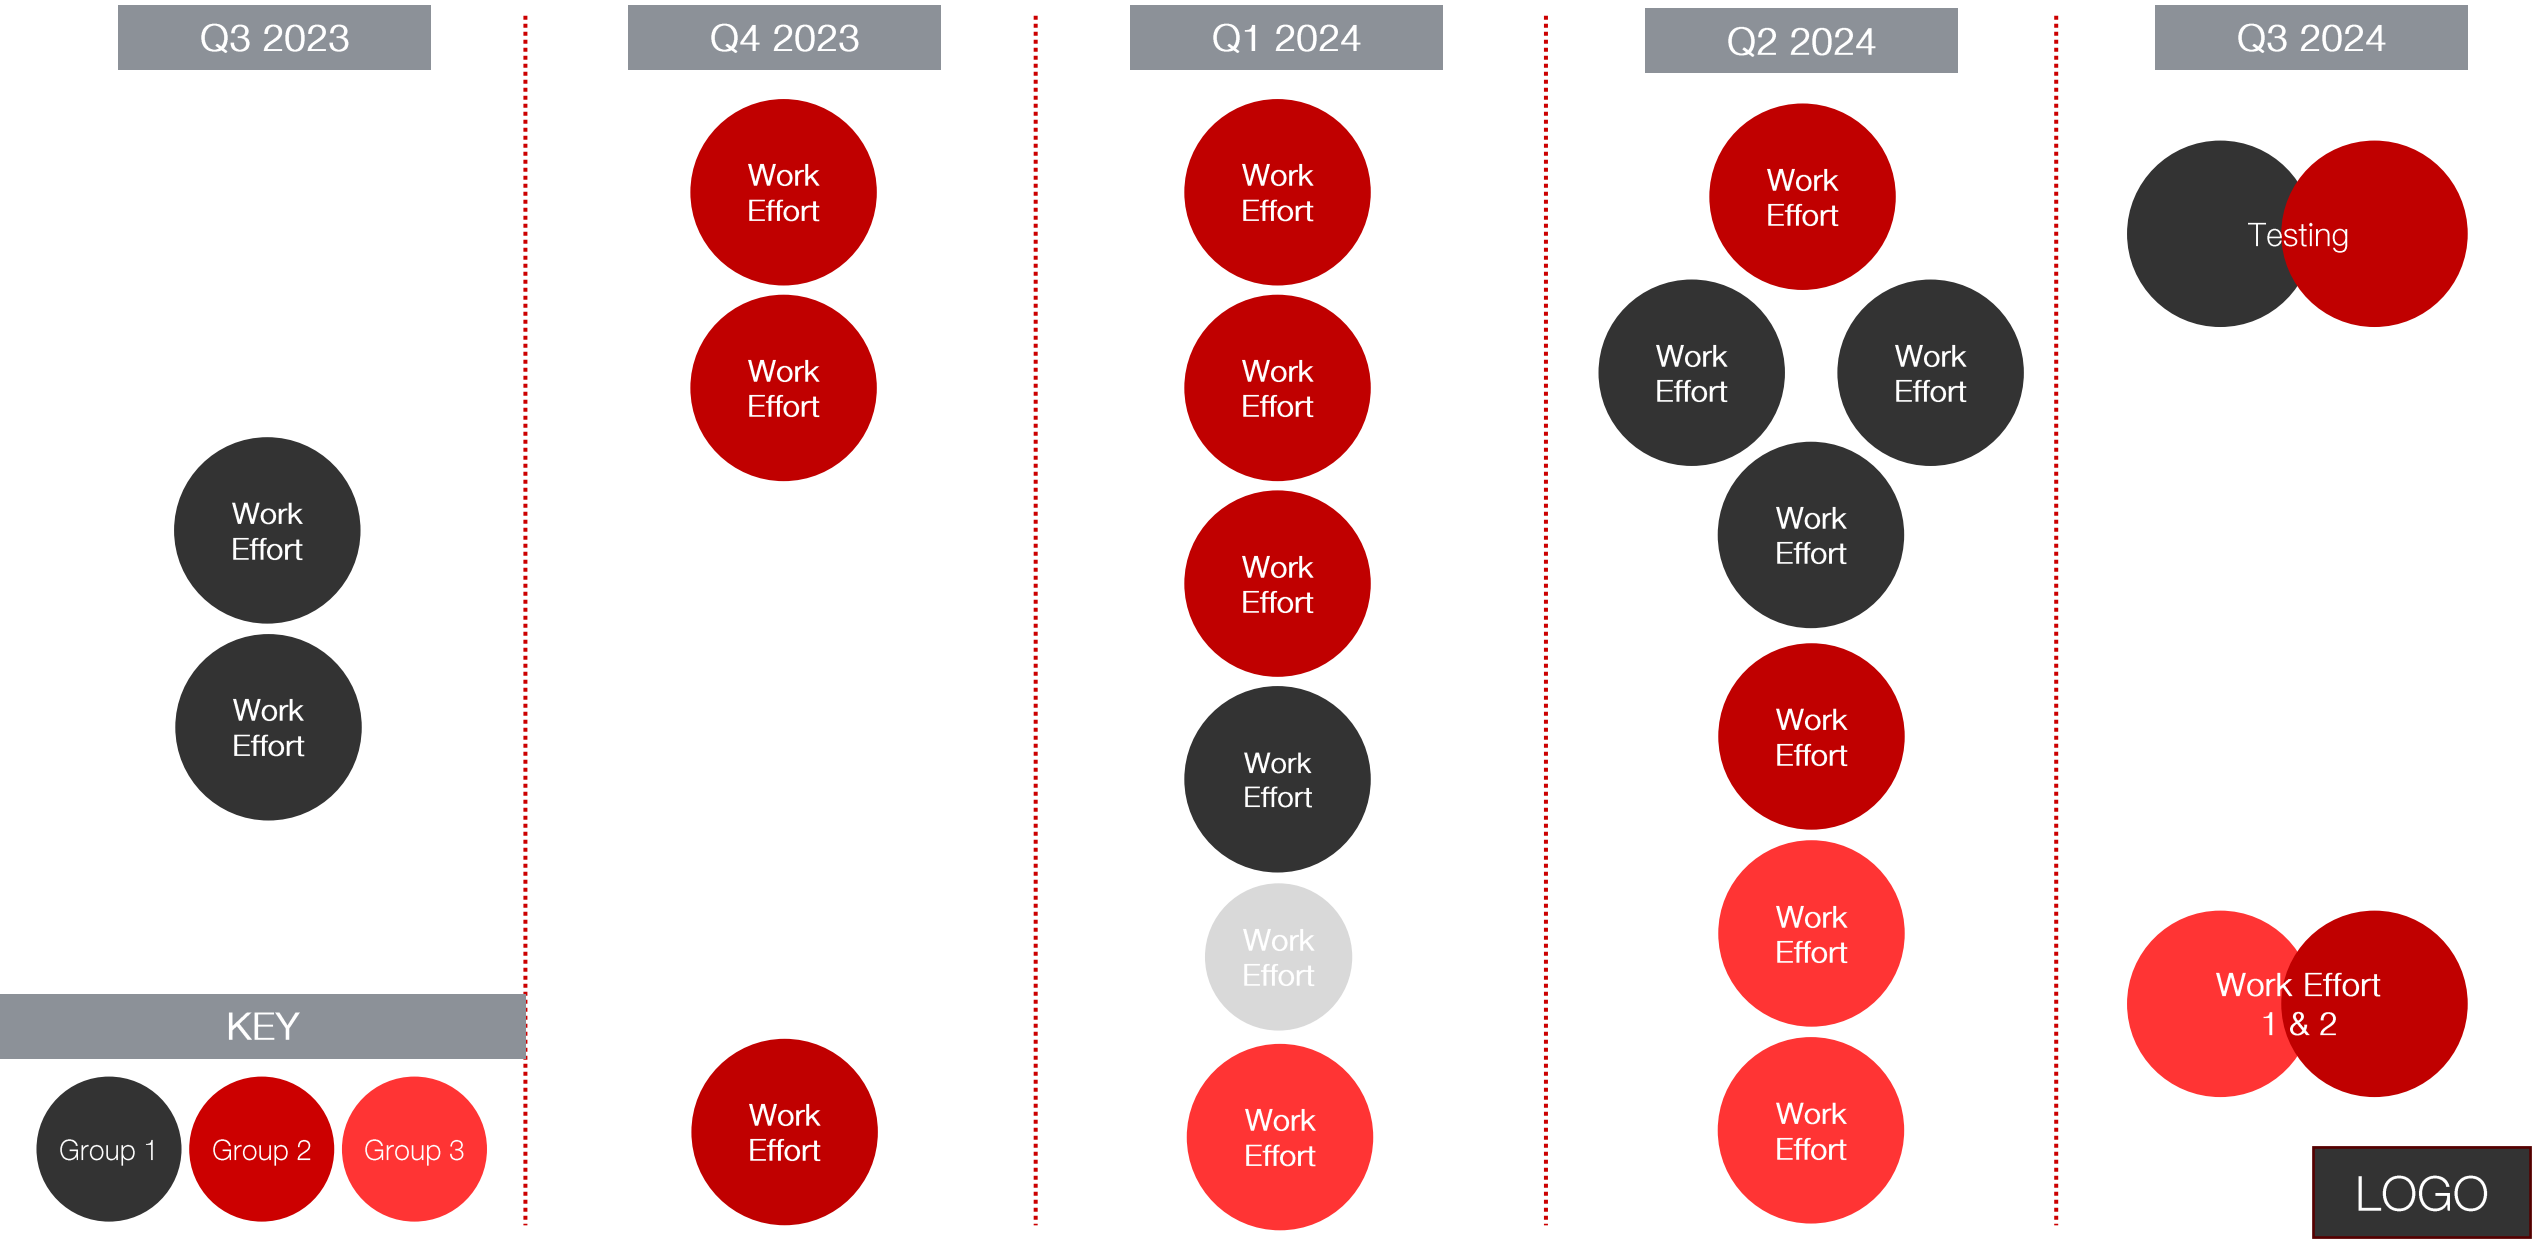 Q3 2023
Q4 2023
Q1 2024
Q2 2024
Q3 2024
Work
Effort
Work
Effort
KEY
Group 1
Group 2
Group 3
Work
Effort
Work
Effort
Work
Effort
Work
Effort
Work
Effort
Work
Effort
Work
Effort
Work
Effort
Work
Effort
Work
Effort
Work
Effort
Work
Effort
Work
Effort
Work
Effort
Work
Effort
Work
Effort
Testing
Work Effort
1 & 2
LOGO